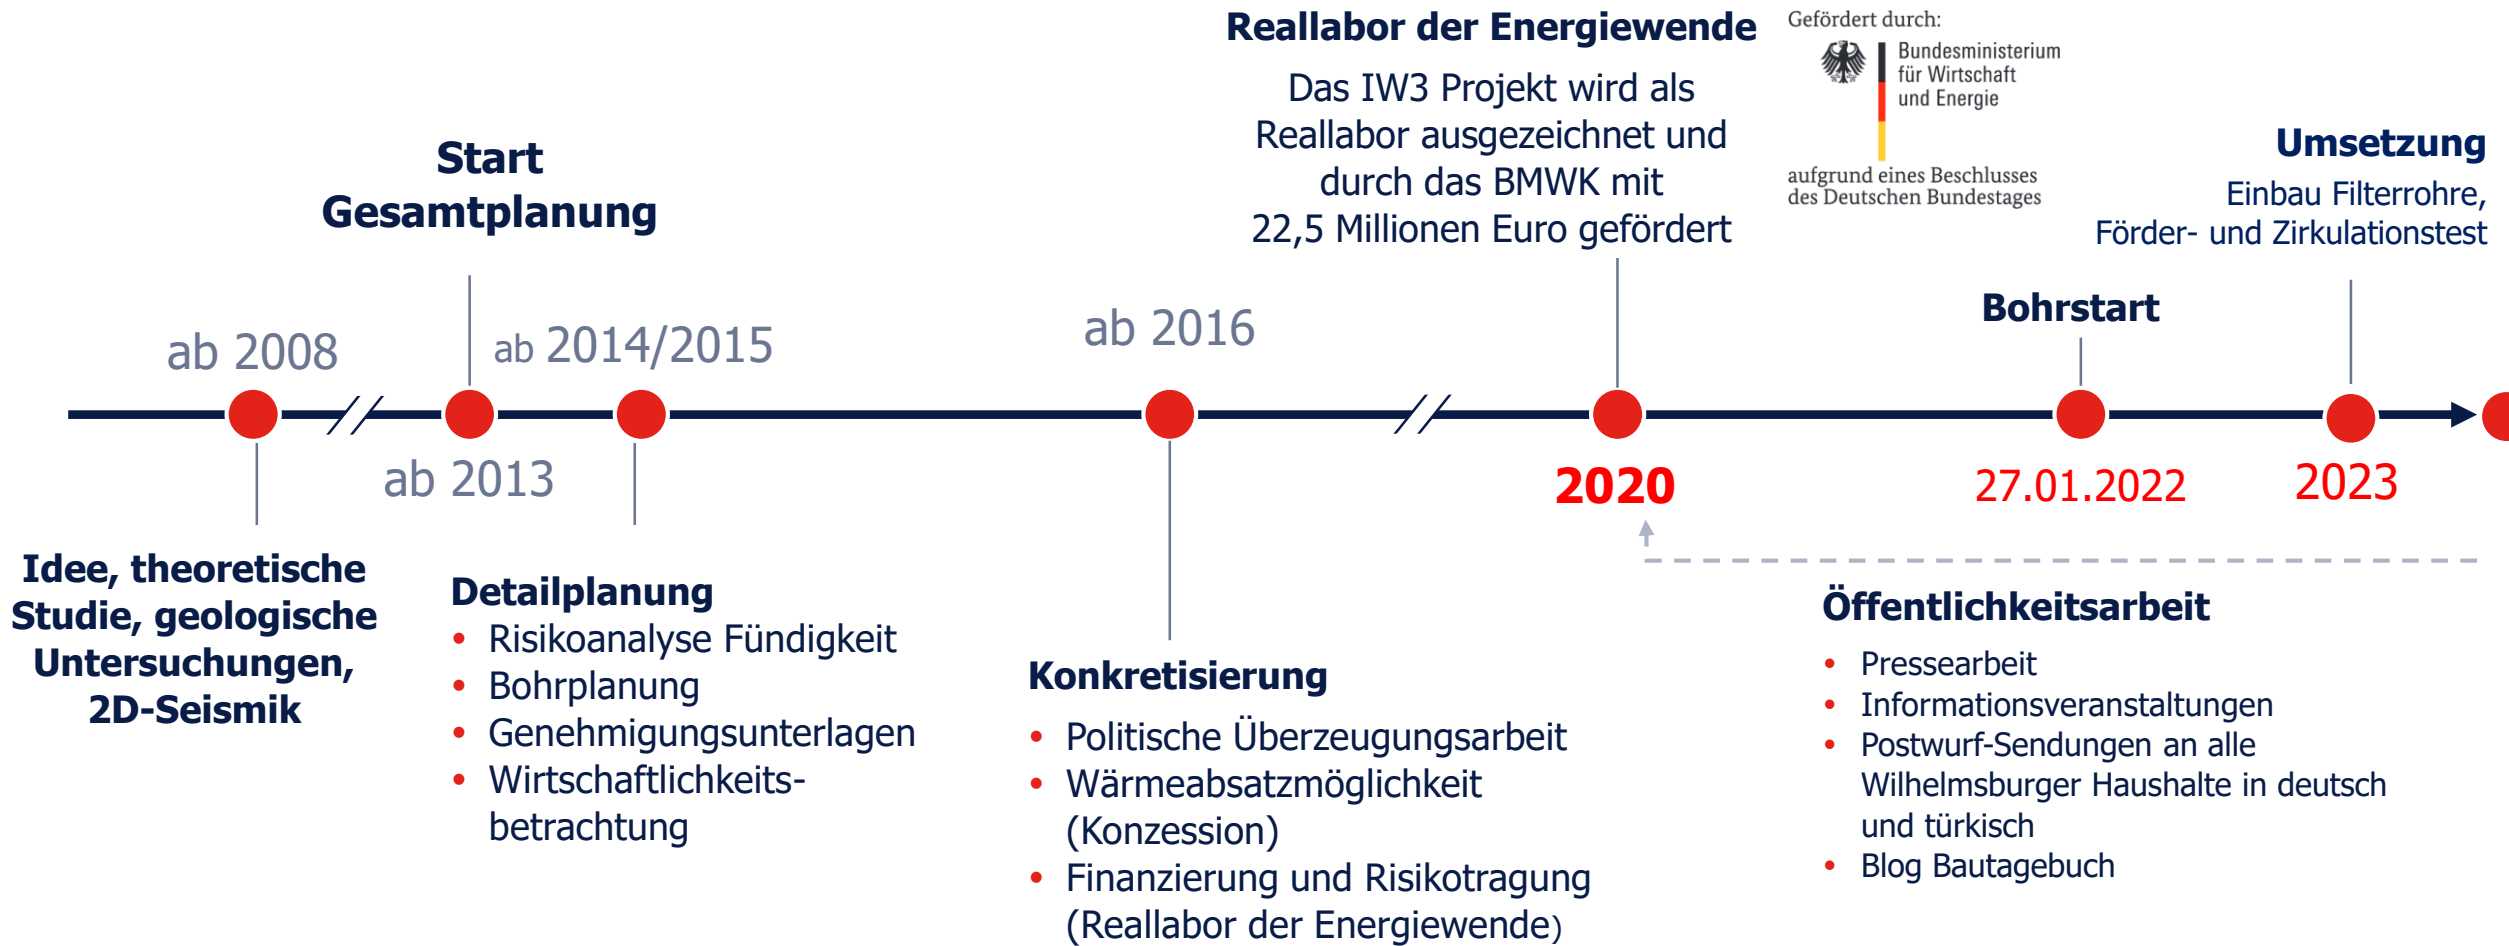 Reallabor der Energiewende
Das IW3 Projekt wird als
Reallabor ausgezeichnet und
durch das BMWK mit
22,5 Millionen Euro gefördert
Gefördert durch:
Bundesministerium
für Wirtschaft
und Energie
aufgrund eines Beschlusses
des Deutschen Bundestages
Umsetzung
Einbau Filterrohre,
Förder- und Zirkulationstest
Start
Gesamtplanung
Bohrstart
ab 2008
ab 2014/2015
ab 2016
ab 2013
2020
27.01.2022
2023
Idee, theoretische
Studie, geologische
Untersuchungen,
2D-Seismik
Detailplanung
• Risikoanalyse Fündigkeit
• Bohrplanung
• Genehmigungsunterlagen
• Wirtschaftlichkeits-
betrachtung
Konkretisierung
• Politische Überzeugungsarbeit
• Wärmeabsatzmöglichkeit
(Konzession)
• Finanzierung und Risikotragung
(Reallabor der Energiewende)
Öffentlichkeitsarbeit
• Pressearbeit
• Informationsveranstaltungen
• Postwurf-Sendungen an alle
Wilhelmsburger Haushalte in deutsch
und türkisch
• Blog Bautagebuch